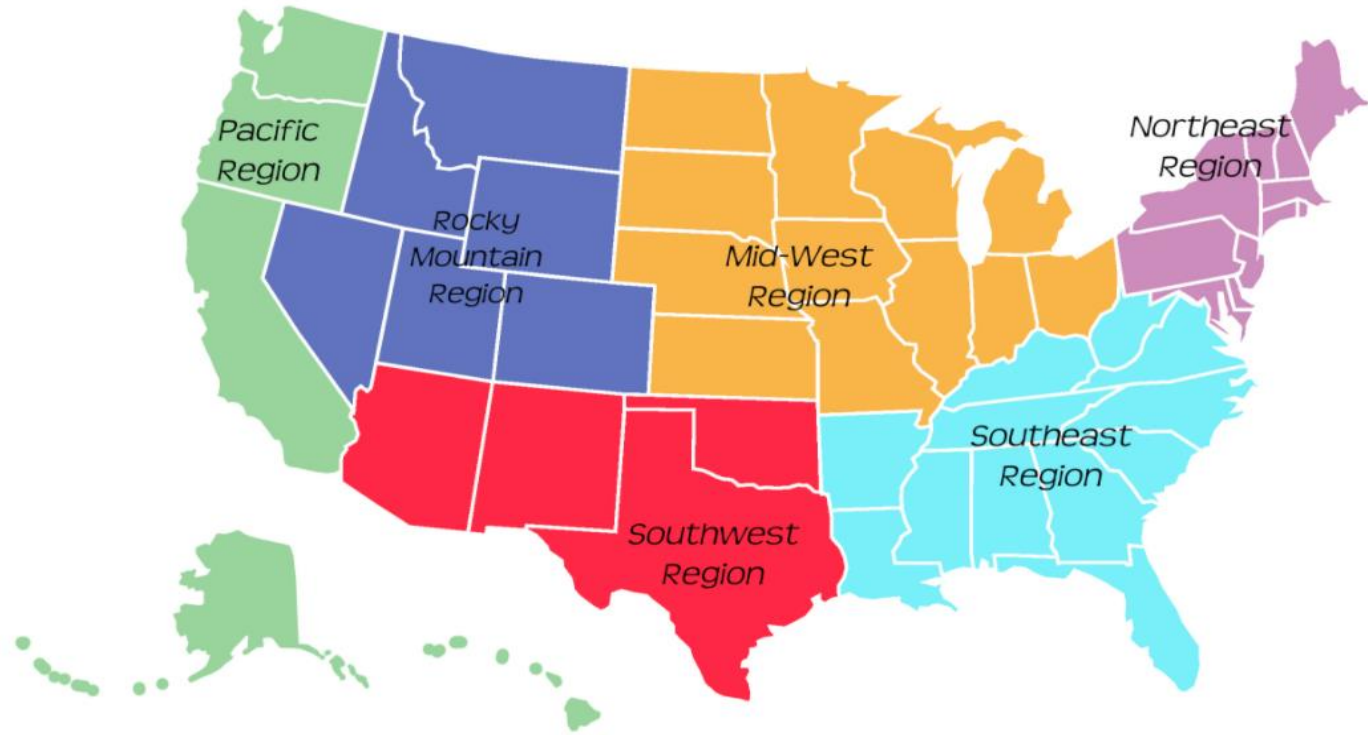 Pacific
Region
Rocky
Mountain
Region
Mid-West
Region
Northeast
Region
Southeast
Region
Southwest
Region